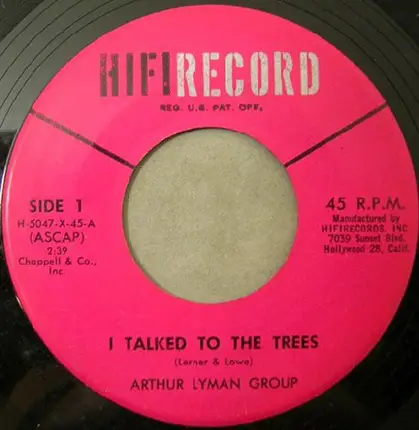 HIFIRECORD
REG. U.S. PAT. OFF.
SIDE 1
H-5047-X-45-A
(ASCAP)
2:39
Chappell & Co.,
Inc.
45 R.P.M.
Manufactured by
HIFIRECORDS, INC.
7039 Sunset Blvd.
Hollywood 28, Calif.
I TALKED TO THE TREES
(Lerner & Lowe)
ARTHUR LYMAN GROUP